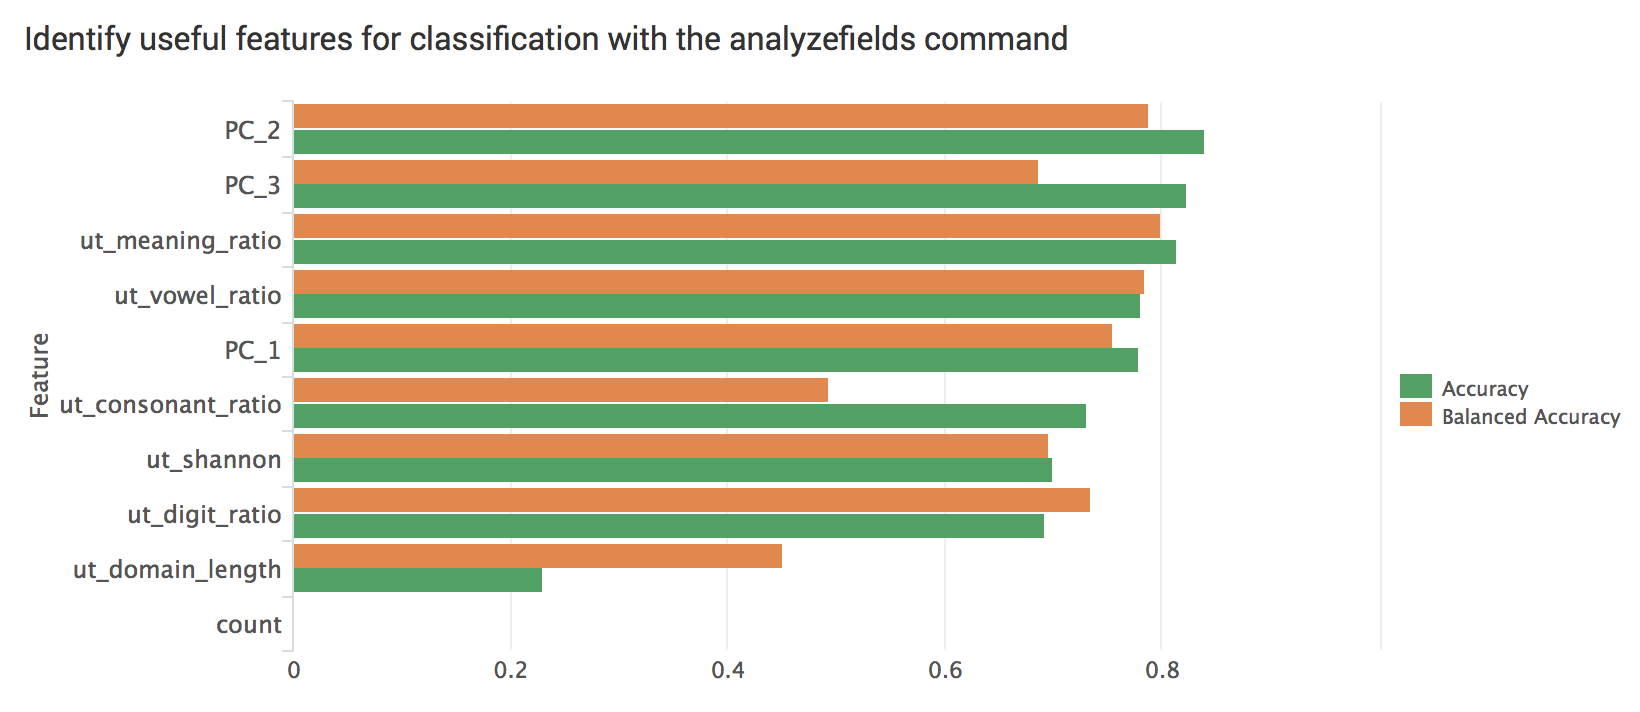 Identify useful features for classification with the analyzefields command
Feature
PC_2
PC_3
ut_meaning_ratio
ut_vowel_ratio
PC_1
ut_consonant_ratio
ut_shannon
ut_digit_ratio
ut_domain_length
count
0 0.2 0.4 0.6 0.8
Accuracy
Balanced Accuracy